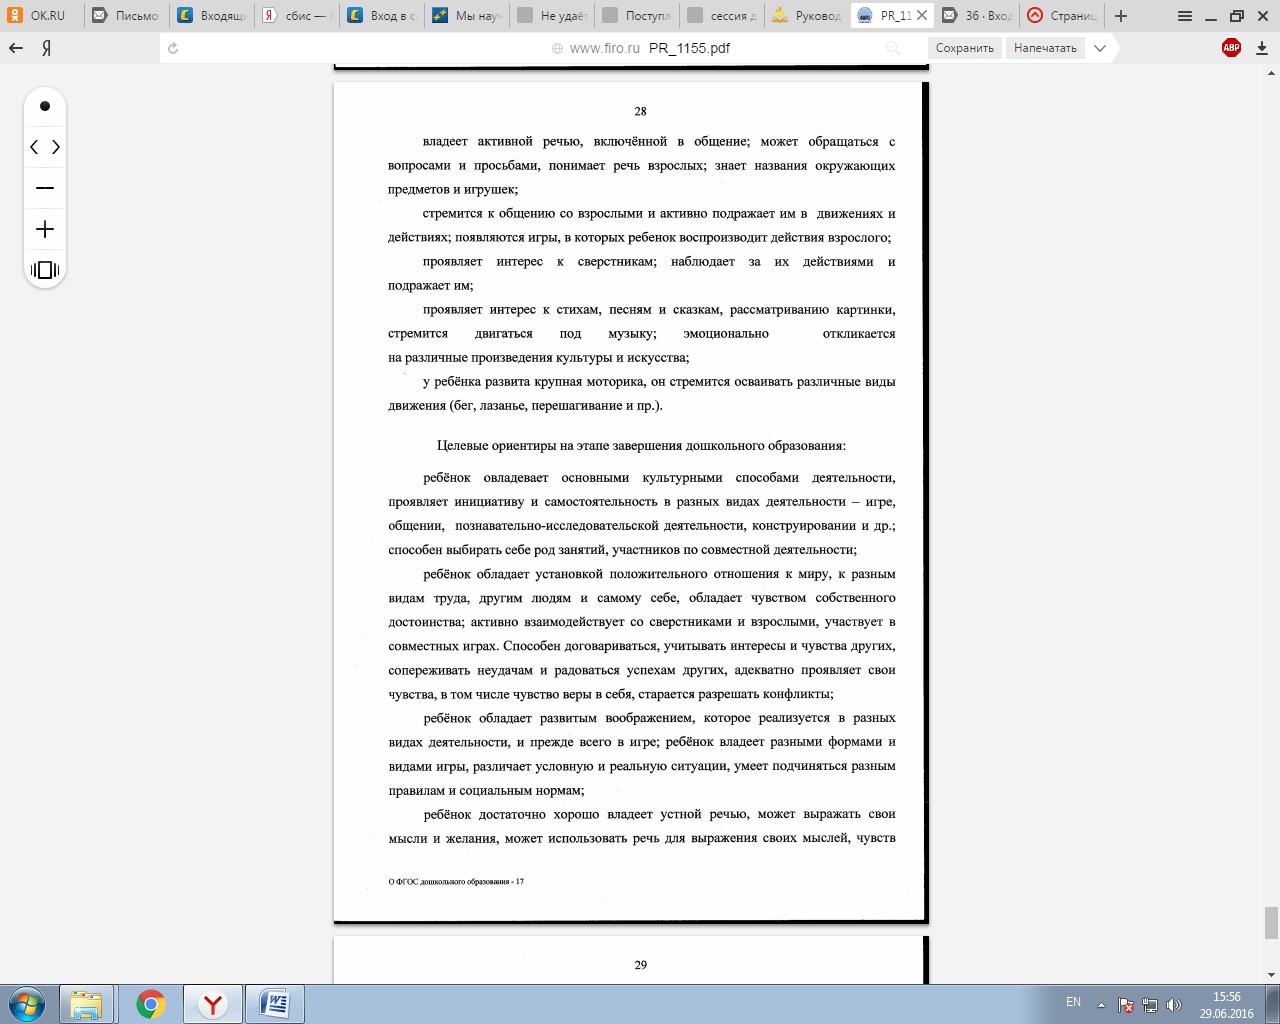 OK.RU
Письмо
Входящи
сбис —
Вход в с
Мы науч
Не удаёт
Поступл
сессия д
Руковод
PR_11
36 · Вход
Страниц
www.firo.ru PR_1155.pdf
Сохранить
Напечатать
ABP
28
владеет активной речью, включённой в общение; может обращаться с
вопросами и просьбами, понимает речь взрослых; знает названия окружающих
предметов и игрушек;
стремится к общению со взрослыми и активно подражает им в движениях и
действиях; появляются игры, в которых ребенок воспроизводит действия взрослого;
проявляет интерес к сверстникам; наблюдает за их действиями и
подражает им;
проявляет интерес к стихам, песням и сказкам, рассматриванию картинки,
стремится двигаться под музыку; эмоционально откликается
на различные произведения культуры и искусства;
у ребёнка развита крупная моторика, он стремится осваивать различные виды
движения (бег, лазанье, перешагивание и пр.).
Целевые ориентиры на этапе завершения дошкольного образования:
ребёнок овладевает основными культурными способами деятельности,
проявляет инициативу и самостоятельность в разных видах деятельности – игре,
общении, познавательно-исследовательской деятельности, конструировании и др.;
способен выбирать себе род занятий, участников по совместной деятельности;
ребёнок обладает установкой положительного отношения к миру, к разным
видам труда, другим людям и самому себе, обладает чувством собственного
достоинства; активно взаимодействует со сверстниками и взрослыми, участвует в
совместных играх. Способен договариваться, учитывать интересы и чувства других,
сопереживать неудачам и радоваться успехам других, адекватно проявляет свои
чувства, в том числе чувство веры в себя, старается разрешать конфликты;
ребёнок обладает развитым воображением, которое реализуется в разных
видах деятельности, и прежде всего в игре; ребёнок владеет разными формами и
видами игры, различает условную и реальную ситуации, умеет подчиняться разным
правилам и социальным нормам;
ребёнок достаточно хорошо владеет устной речью, может выражать свои
мысли и желания, может использовать речь для выражения своих мыслей, чувств
О ФГОС дошкольного образования - 17
29
EN
15:56
29.06.2016